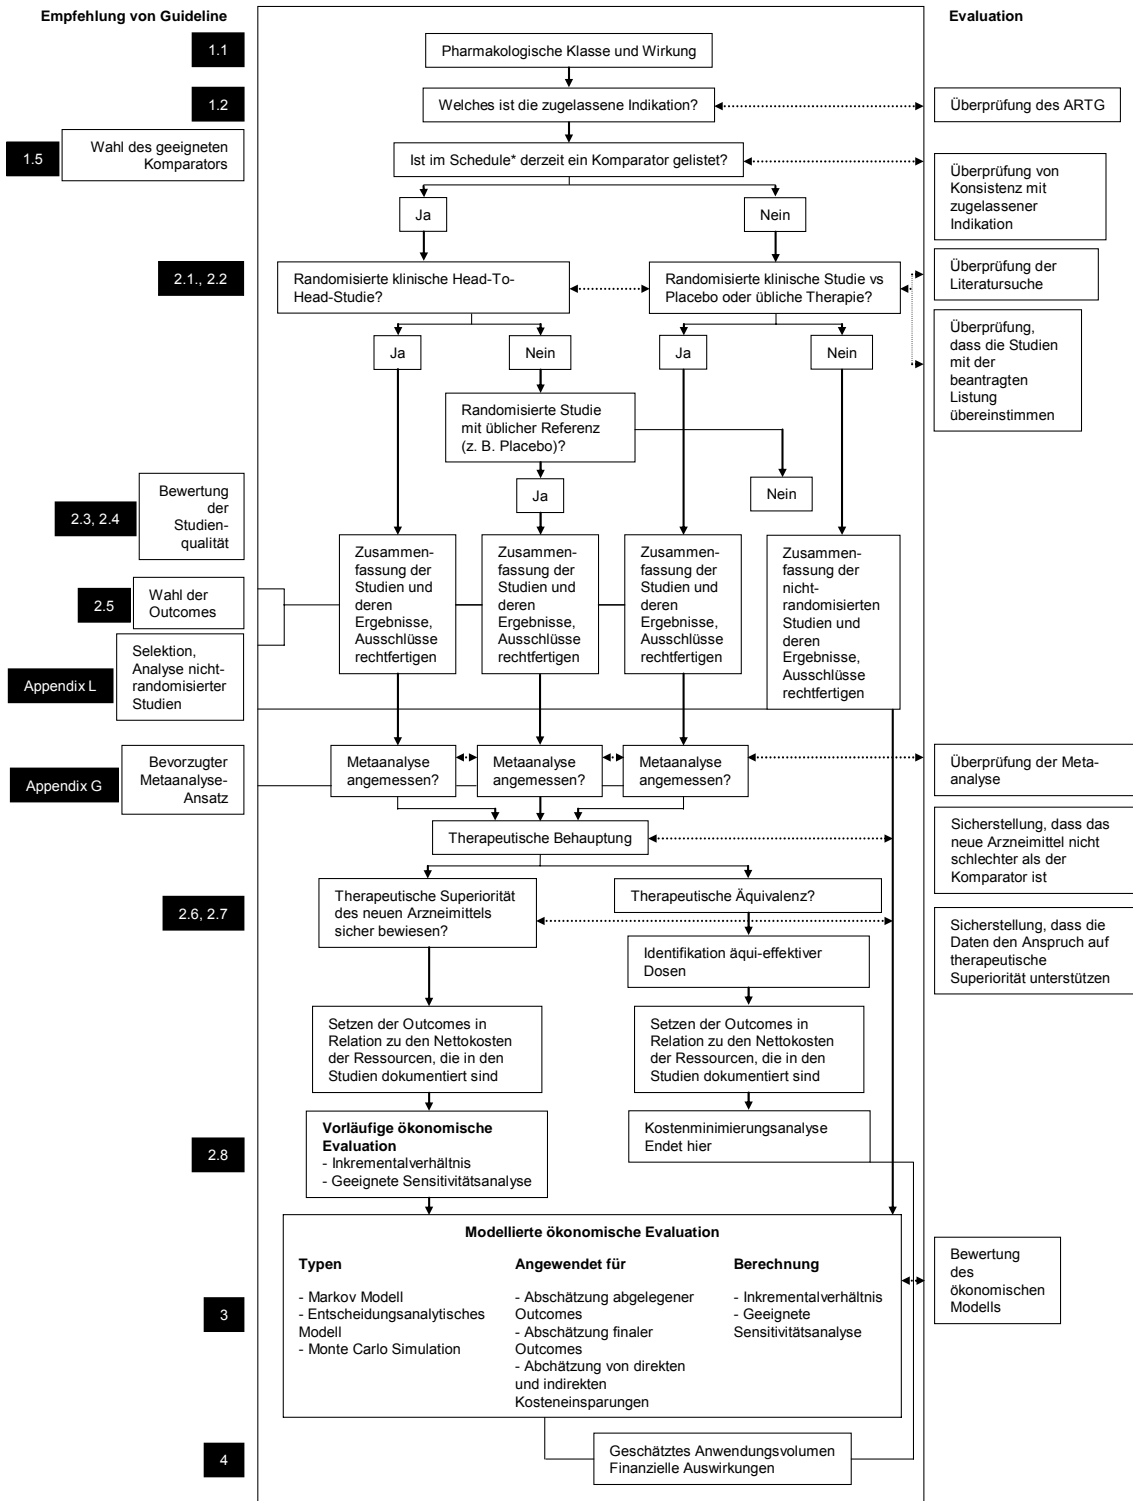 Empfehlung von Guideline
Evaluation
1.1
Pharmakologische Klasse und Wirkung
1.2
Welches ist die zugelassene Indikation?
Überprüfung des ARTG
1.5
Wahl des geeigneten
Komparators
Ist im Schedule* derzeit ein Komparator gelistet?
Überprüfung von
Konsistenz mit
zugelassener
Indikation
Ja
Nein
2.1., 2.2
Randomisierte klinische Head-To-
Head-Studie?
Randomisierte klinische Studie vs
Placebo oder übliche Therapie?
Überprüfung der
Literatursuche
Ja
Nein
Ja
Nein
Überprüfung,
dass die Studien
mit der
beantragten
Listung
übereinstimmen
Randomisierte Studie
mit üblicher Referenz
(z. B. Placebo)?
Ja
Nein
2.3, 2.4
Bewertung
der
Studien-
qualität
Zusammen-
fassung der
Studien und
deren
Ergebnisse,
Ausschlüsse
rechtfertigen
Zusammen-
fassung der
Studien und
deren
Ergebnisse,
Ausschlüsse
rechtfertigen
Zusammen-
fassung der
Studien und
deren
Ergebnisse,
Ausschlüsse
rechtfertigen
Zusammen-
fassung der
nicht-
randomisierten
Studien und
deren
Ergebnisse,
Ausschlüsse
rechtfertigen
2.5
Wahl der
Outcomes
Appendix L
Selektion,
Analyse nicht-
randomisierter
Studien
Appendix G
Bevorzugter
Metaanalyse-
Ansatz
Metaanalyse
angemessen?
Metaanalyse
angemessen?
Metaanalyse
angemessen?
Überprüfung der Meta-
analyse
Therapeutische Behauptung
Sicherstellung, dass das
neue Arzneimittel nicht
schlechter als der
Komparator ist
2.6, 2.7
Therapeutische Superiorität
des neuen Arzneimittels
sicher bewiesen?
Therapeutische Äquivalenz?
Sicherstellung, dass die
Daten den Anspruch auf
therapeutische
Superiorität unterstützen
Identifikation äqui-effektiver
Dosen
Setzen der Outcomes in
Relation zu den Nettokosten
der Ressourcen, die in den
Studien dokumentiert sind
Setzen der Outcomes in
Relation zu den Nettokosten
der Ressourcen, die in den
Studien dokumentiert sind
2.8
Vorläufige ökonomische
Evaluation
- Inkrementalverhältnis
- Geeignete Sensitivitätsanalyse
Kostenminimierungsanalyse
Endet hier
3
Modellierte ökonomische Evaluation
Typen
- Markov Modell
- Entscheidungsanalytisches
Modell
- Monte Carlo Simulation
Angewendet für
- Abschätzung abgelegener
Outcomes
- Abschätzung finaler
Outcomes
- Abchätzung von direkten
und indirekten
Kosteneinsparungen
Berechnung
- Inkrementalverhältnis
- Geeignete
Sensitivitätsanalyse
Bewertung
des
ökonomischen
Modells
4
Geschätztes Anwendungsvolumen
Finanzielle Auswirkungen